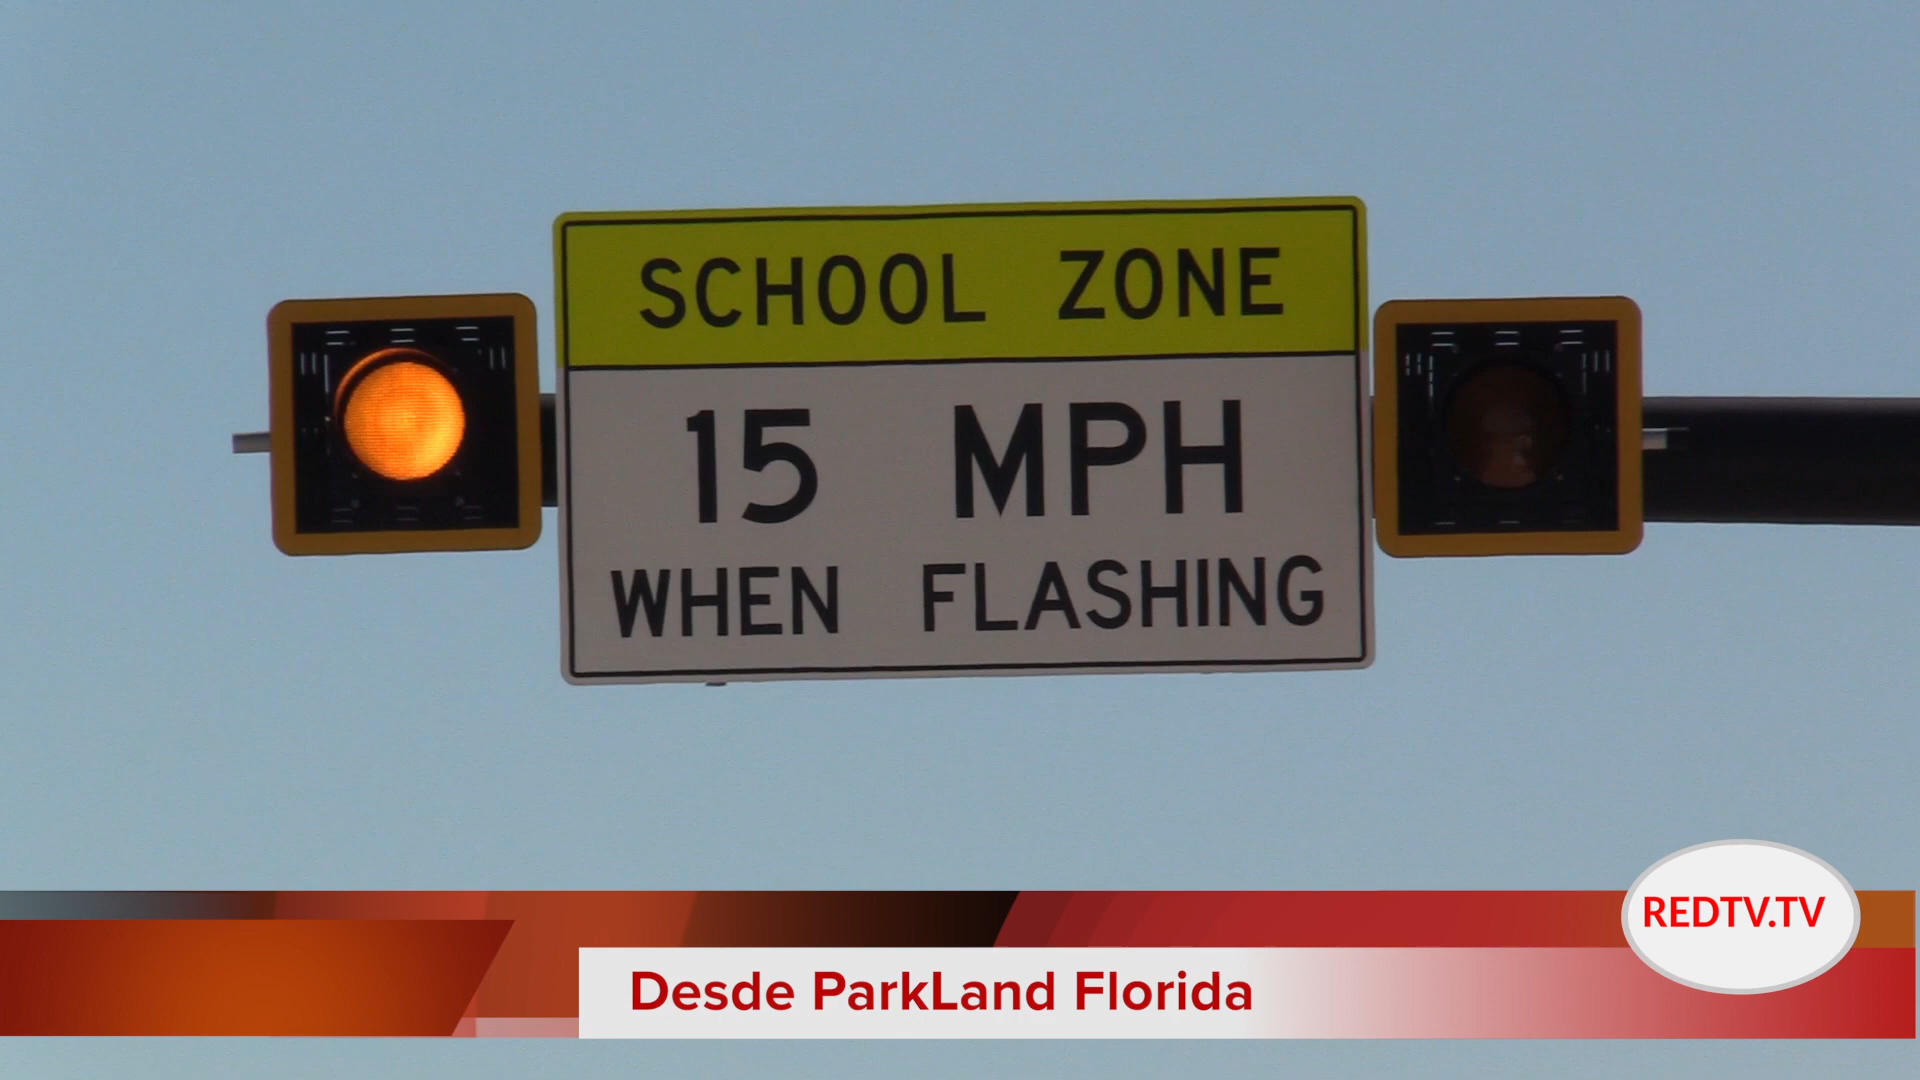 SCHOOL ZONE
15 MPH
WHEN FLASHING
REDTV.TV
Desde ParkLand Florida